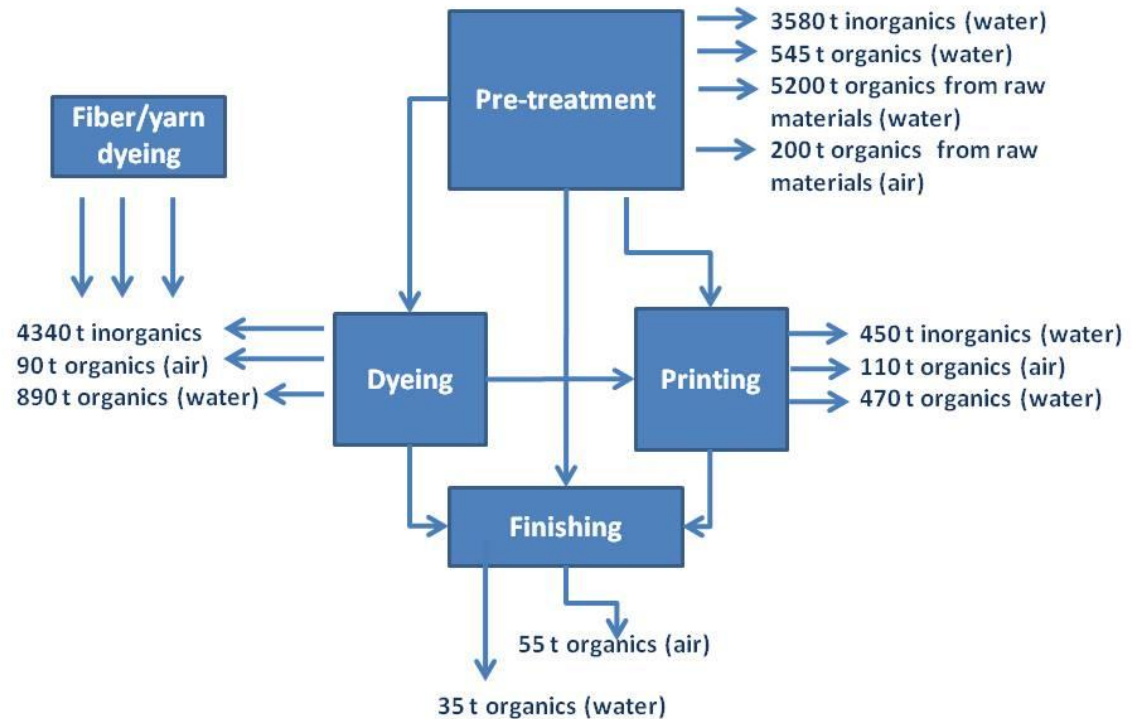 Pre-treatment
3580 t inorganics (water)
545 t organics (water)
5200 t organics from raw
materials (water)
200 t organics from raw
materials (air)
Fiber/yarn
dyeing
4340 t inorganics
90 t organics (air)
890 t organics (water)
Dyeing
Printing
450 t inorganics (water)
110 t organics (air)
470 t organics (water)
Finishing
55 t organics (air)
35 t organics (water)